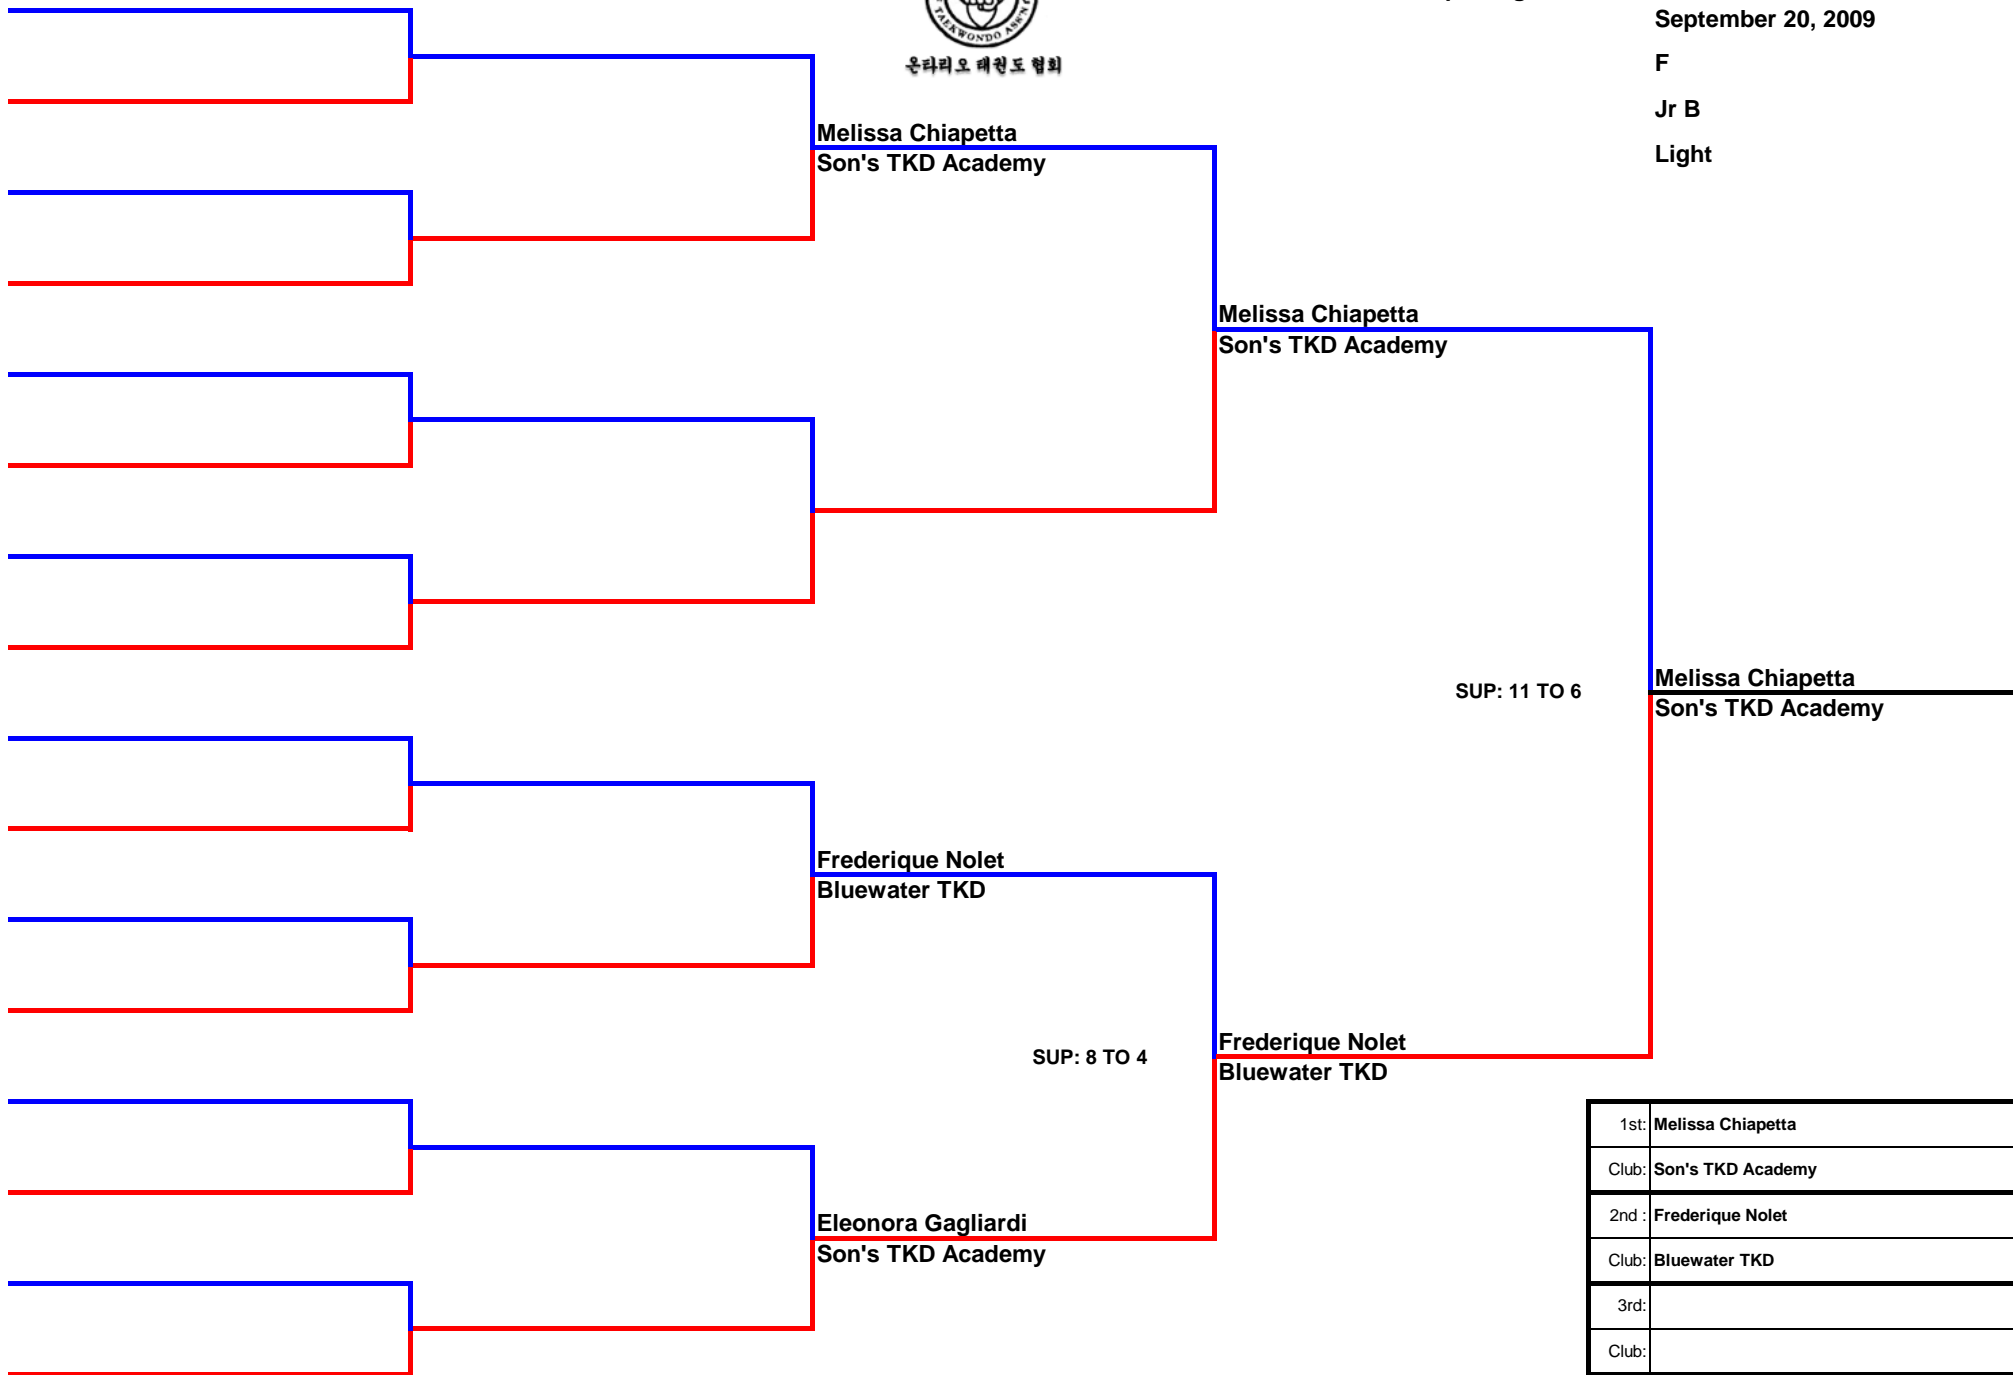 TAEKWONDO ASS'N
온타리오 태권도 협회
September 20, 2009
F
Jr B
Light
Melissa Chiapetta
Son's TKD Academy
Melissa Chiapetta
Son's TKD Academy
SUP: 11 TO 6
Melissa Chiapetta
Son's TKD Academy
Frederique Nolet
Bluewater TKD
SUP: 8 TO 4
Frederique Nolet
Bluewater TKD
Eleonora Gagliardi
Son's TKD Academy
1st: Melissa Chiapetta
Club: Son's TKD Academy
2nd : Frederique Nolet
Club: Bluewater TKD
3rd:
Club: